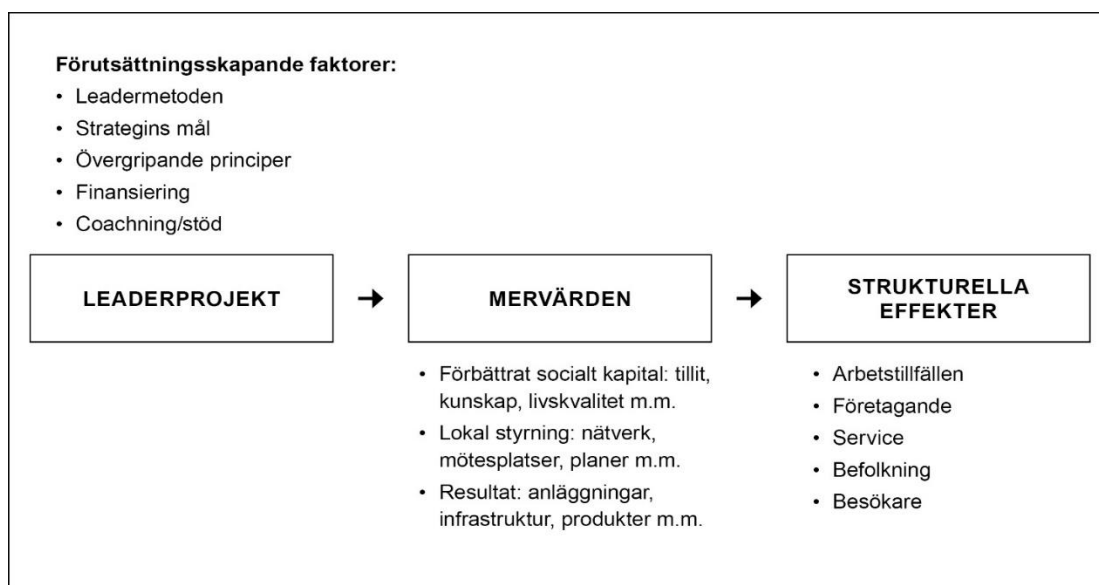 Förutsättningsskapande faktorer:
• Leadermetoden
• Strategins mål
• Övergripande principer
• Finansiering
• Coachning/stöd
LEADERPROJEKT
MERVÄRDEN
STRUKTURELLA
EFFEKTER
• Förbättrat socialt kapital: tillit,
kunskap, livskvalitet m.m.
• Lokal styrning: nätverk,
mötesplatser, planer m.m.
• Resultat: anläggningar,
infrastruktur, produkter m.m.
• Arbetstillfällen
• Företagande
• Service
• Befolkning
• Besökare